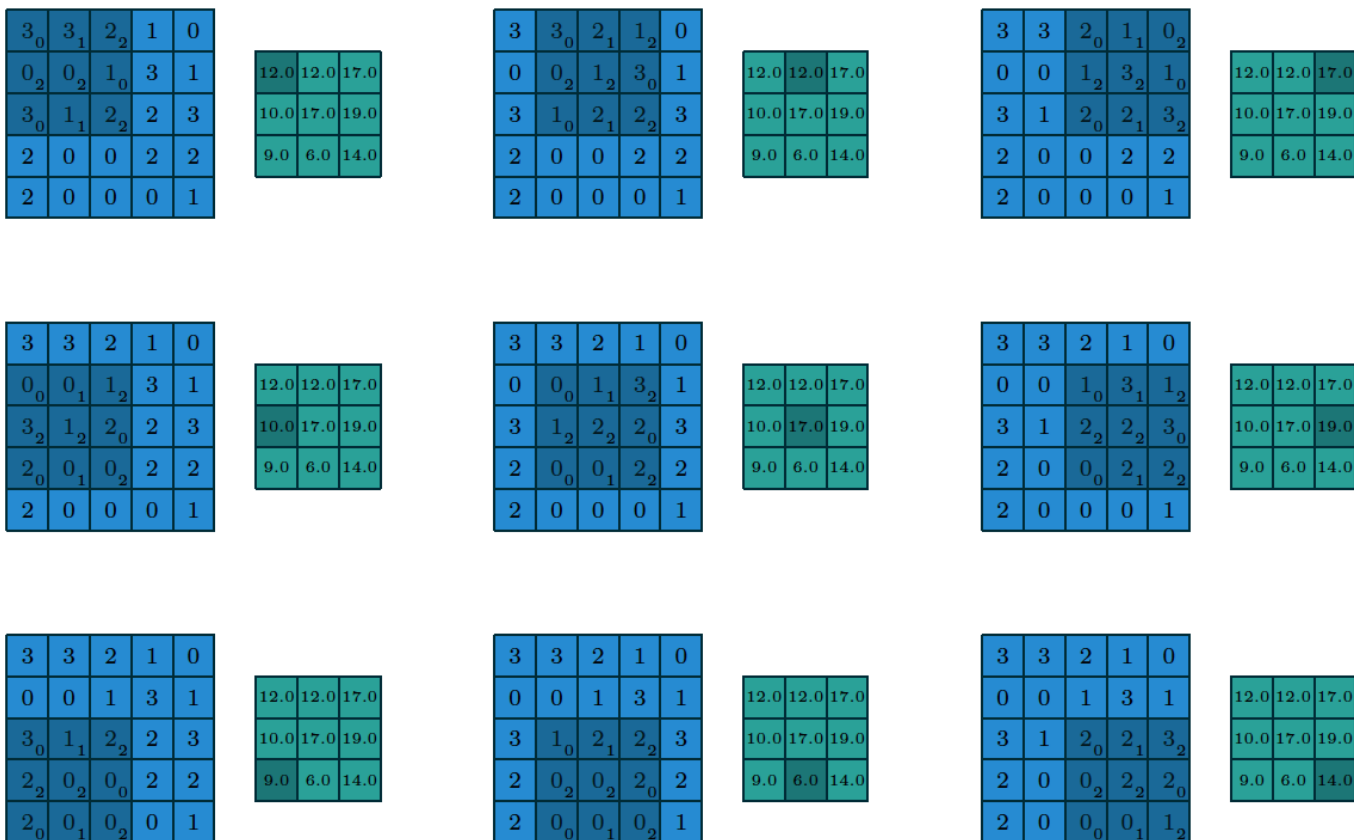 3₀ 3₁ 2₂ 1 0
0₂ 0₂ 1₀ 3 1
3₀ 1₁ 2₂ 2 3
2 0 0 2 2
2 0 0 0 1
12.0 12.0 17.0
10.0 17.0 19.0
9.0 6.0 14.0
3 3₀ 2₁ 1₂ 0
0 0₂ 1₂ 3₀ 1
3 1₀ 2₁ 2₂ 3
2 0 0 2 2
2 0 0 0 1
12.0 12.0 17.0
10.0 17.0 19.0
9.0 6.0 14.0
3 3 2₀ 1₁ 0₂
0 0 1₂ 3₂ 1₀
3 1 2₀ 2₁ 3₂
2 0 0 2 2
2 0 0 0 1
12.0 12.0 17.0
10.0 17.0 19.0
9.0 6.0 14.0
3 3 2 1 0
0₀ 0₁ 1₂ 3 1
3₂ 1₂ 2₀ 2 3
2₀ 0₁ 0₂ 2 2
2 0 0 0 1
12.0 12.0 17.0
10.0 17.0 19.0
9.0 6.0 14.0
3 3 2 1 0
0 0₀ 1₁ 3₂ 1
3 1₂ 2₂ 2₀ 3
2 0₀ 0₁ 2₂ 2
2 0 0 0 1
12.0 12.0 17.0
10.0 17.0 19.0
9.0 6.0 14.0
3 3 2 1 0
0 0 1₀ 3₁ 1₂
3 1 2₂ 2₂ 3₀
2 0 0₀ 2₁ 2₂
2 0 0 0 1
12.0 12.0 17.0
10.0 17.0 19.0
9.0 6.0 14.0
3 3 2 1 0
0 0 1 3 1
3₀ 1₁ 2₂ 2 3
2₂ 0₂ 0₀ 2 2
2₀ 0₁ 0₂ 0 1
12.0 12.0 17.0
10.0 17.0 19.0
9.0 6.0 14.0
3 3 2 1 0
0 0 1 3 1
3 1₀ 2₁ 2₂ 3
2 0₂ 0₂ 2₀ 2
2 0₀ 0₁ 0₂ 1
12.0 12.0 17.0
10.0 17.0 19.0
9.0 6.0 14.0
3 3 2 1 0
0 0 1 3 1
3 1 2₀ 2₁ 3₂
2 0 0₂ 2₂ 2₀
2 0 0₀ 0₁ 1₂
12.0 12.0 17.0
10.0 17.0 19.0
9.0 6.0 14.0